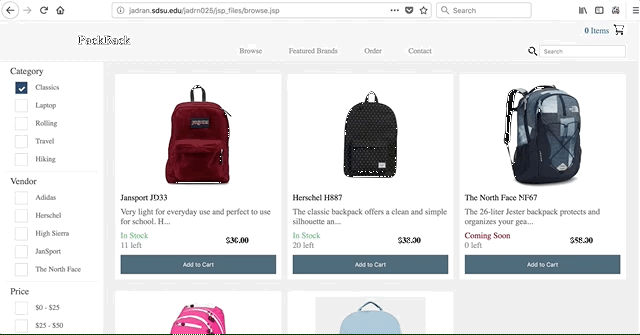 jadran.sdsu.edu/jadrn025/jsp_files/browse.jsp
Search
0 Items
PackBack
Browse
Featured Brands
Order
Contact
Search
Category
Classics
Laptop
Rolling
Travel
Hiking
Vendor
Adidas
Herschel
High Sierra
JanSport
The North Face
Price
$0 - $25
$25 - $50
Jansport JD33
Very light for everyday use and perfect to use
for school. H...
In Stock
11 left
$36.00
Add to Cart
Herschel H887
The classic backpack offers a clean and simple
silhouette an...
In Stock
20 left
Add to Cart
The North Face NF67
The 26-liter Jester backpack protects and
organizes your gea...
Coming Soon
0 left
Add to Cart